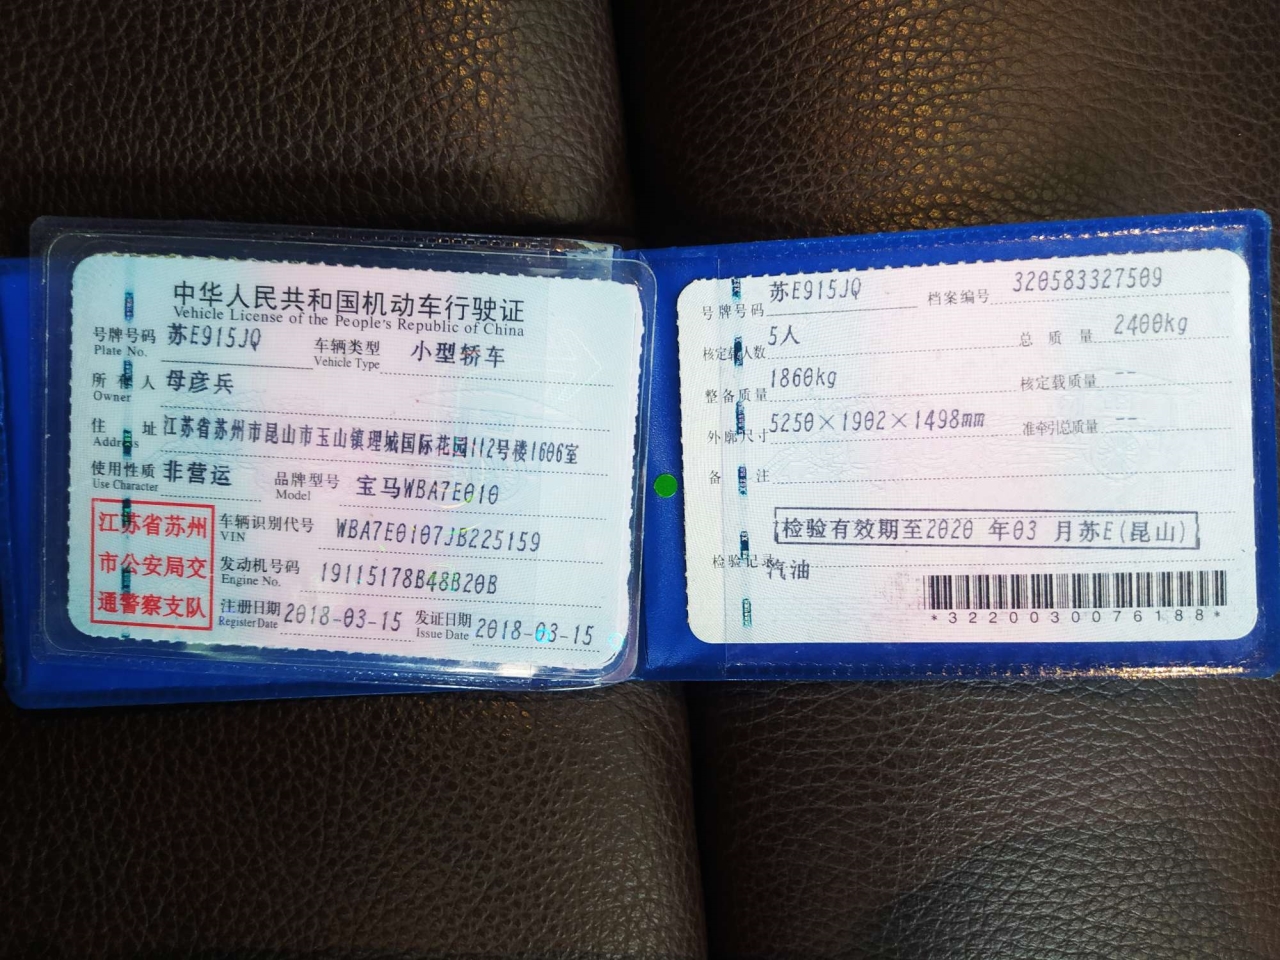 中华人民共和国机动车行驶证
Vehicle License of the People's Republic of China
号牌号码 苏E915JQ 车辆类型 小型轿车
Plate No. Vehicle Type
所有人 母彦兵
Owner
住址 江苏省苏州市昆山市玉山镇理城国际花园112号楼1606室
Address
使用性质 非营运 品牌型号 宝马WBA7E010
Use Character Model
江苏省苏州
市公安局交
通警察支队
车辆识别代号 WBA7E0107JB225159
VIN
发动机号码 19115178B48B20B
Engine No.
注册日期 2018-03-15 发证日期 2018-03-15
Register Date Issue Date
号牌号码 苏E915JQ 档案编号 320583327509
核定载人数 5人 总质量 2400kg
整备质量 1860kg 核定载质量 --
外廓尺寸 5250×1902×1498mm 准牵引总质量 --
备注
检验有效期至2020 年03 月苏E(昆山)
检验记录 汽油
*3220030076188*